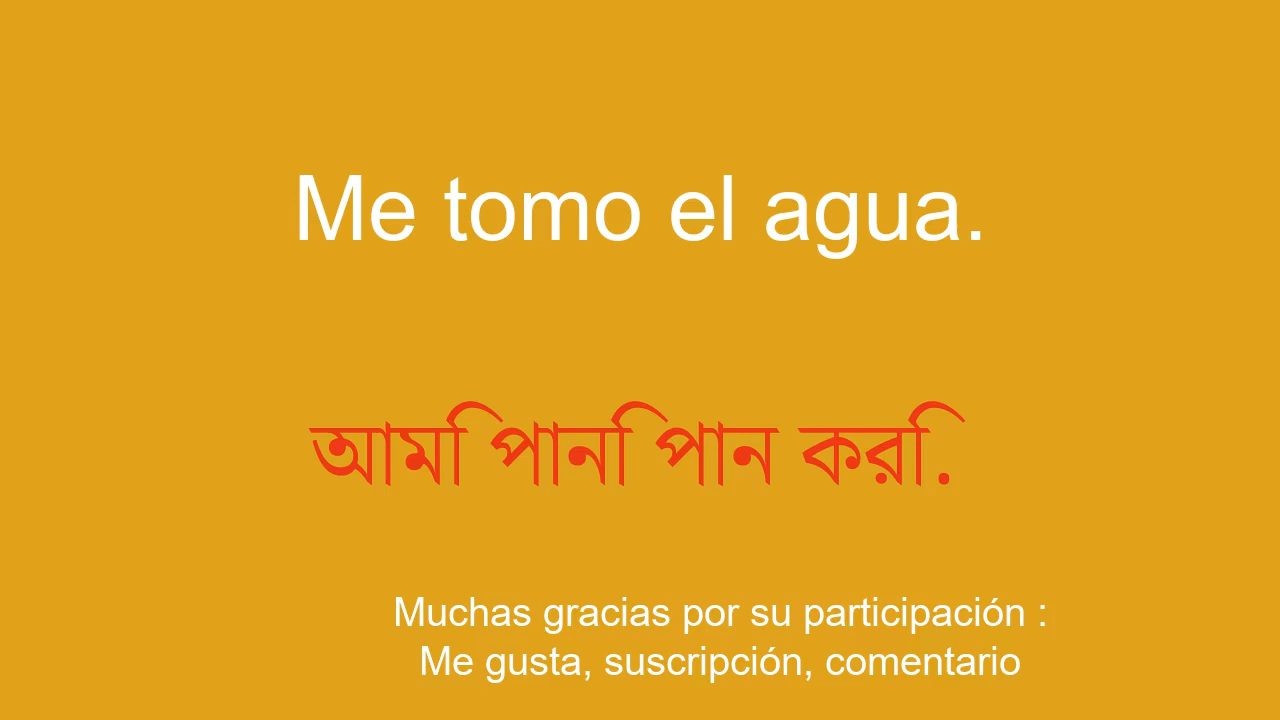 Me tomo el agua.
আমি পানি পান করি.
Muchas gracias por su participación :
Me gusta, suscripción, comentario